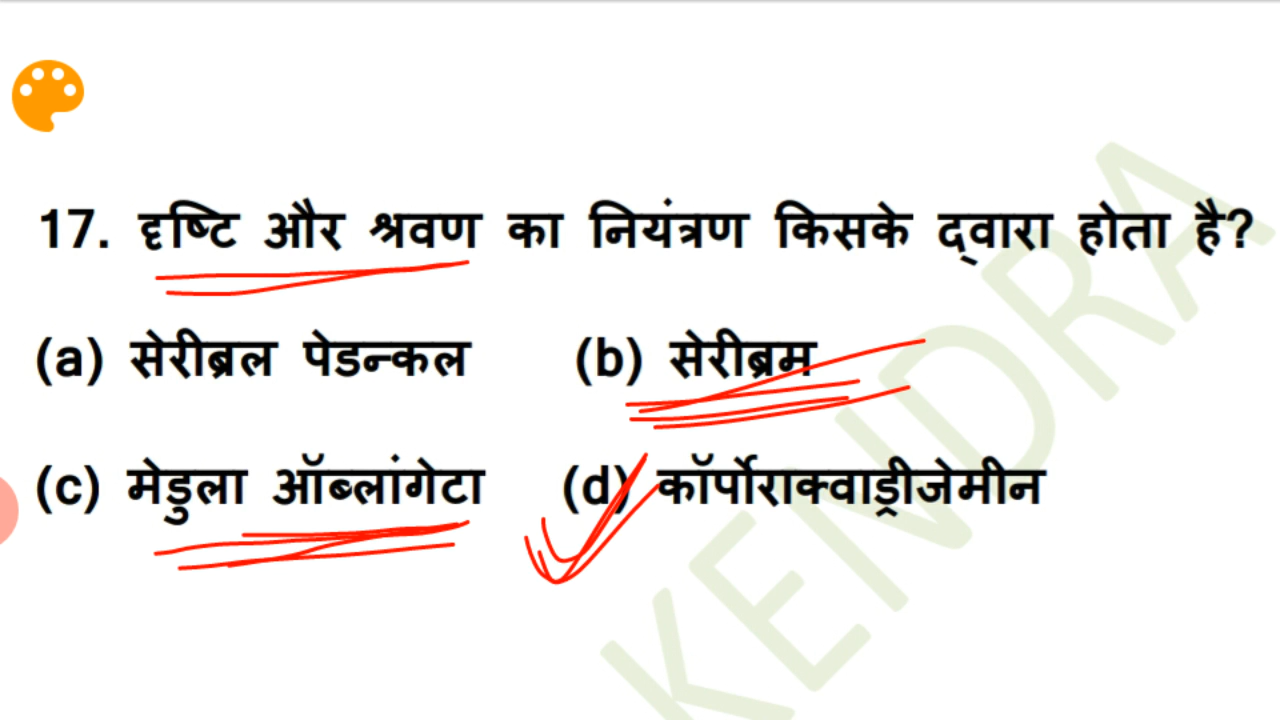 17. दृष्टि और श्रवण का नियंत्रण किसके द्वारा होता है?
(a) सेरीब्रल पेडन्कल (b) सेरीब्रम
(c) मेडुला ऑब्लांगेटा (d) कॉर्पोराक्वाड्रीजेमीन
KENDRA